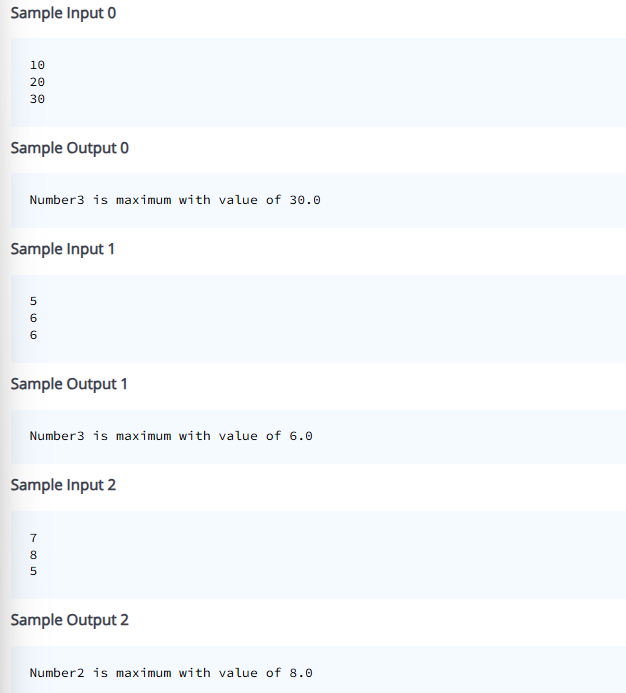 Sample Input 0
10
20
30
Sample Output 0
Number3 is maximum with value of 30.0
Sample Input 1
5
6
6
Sample Output 1
Number3 is maximum with value of 6.0
Sample Input 2
7
8
5
Sample Output 2
Number2 is maximum with value of 8.0